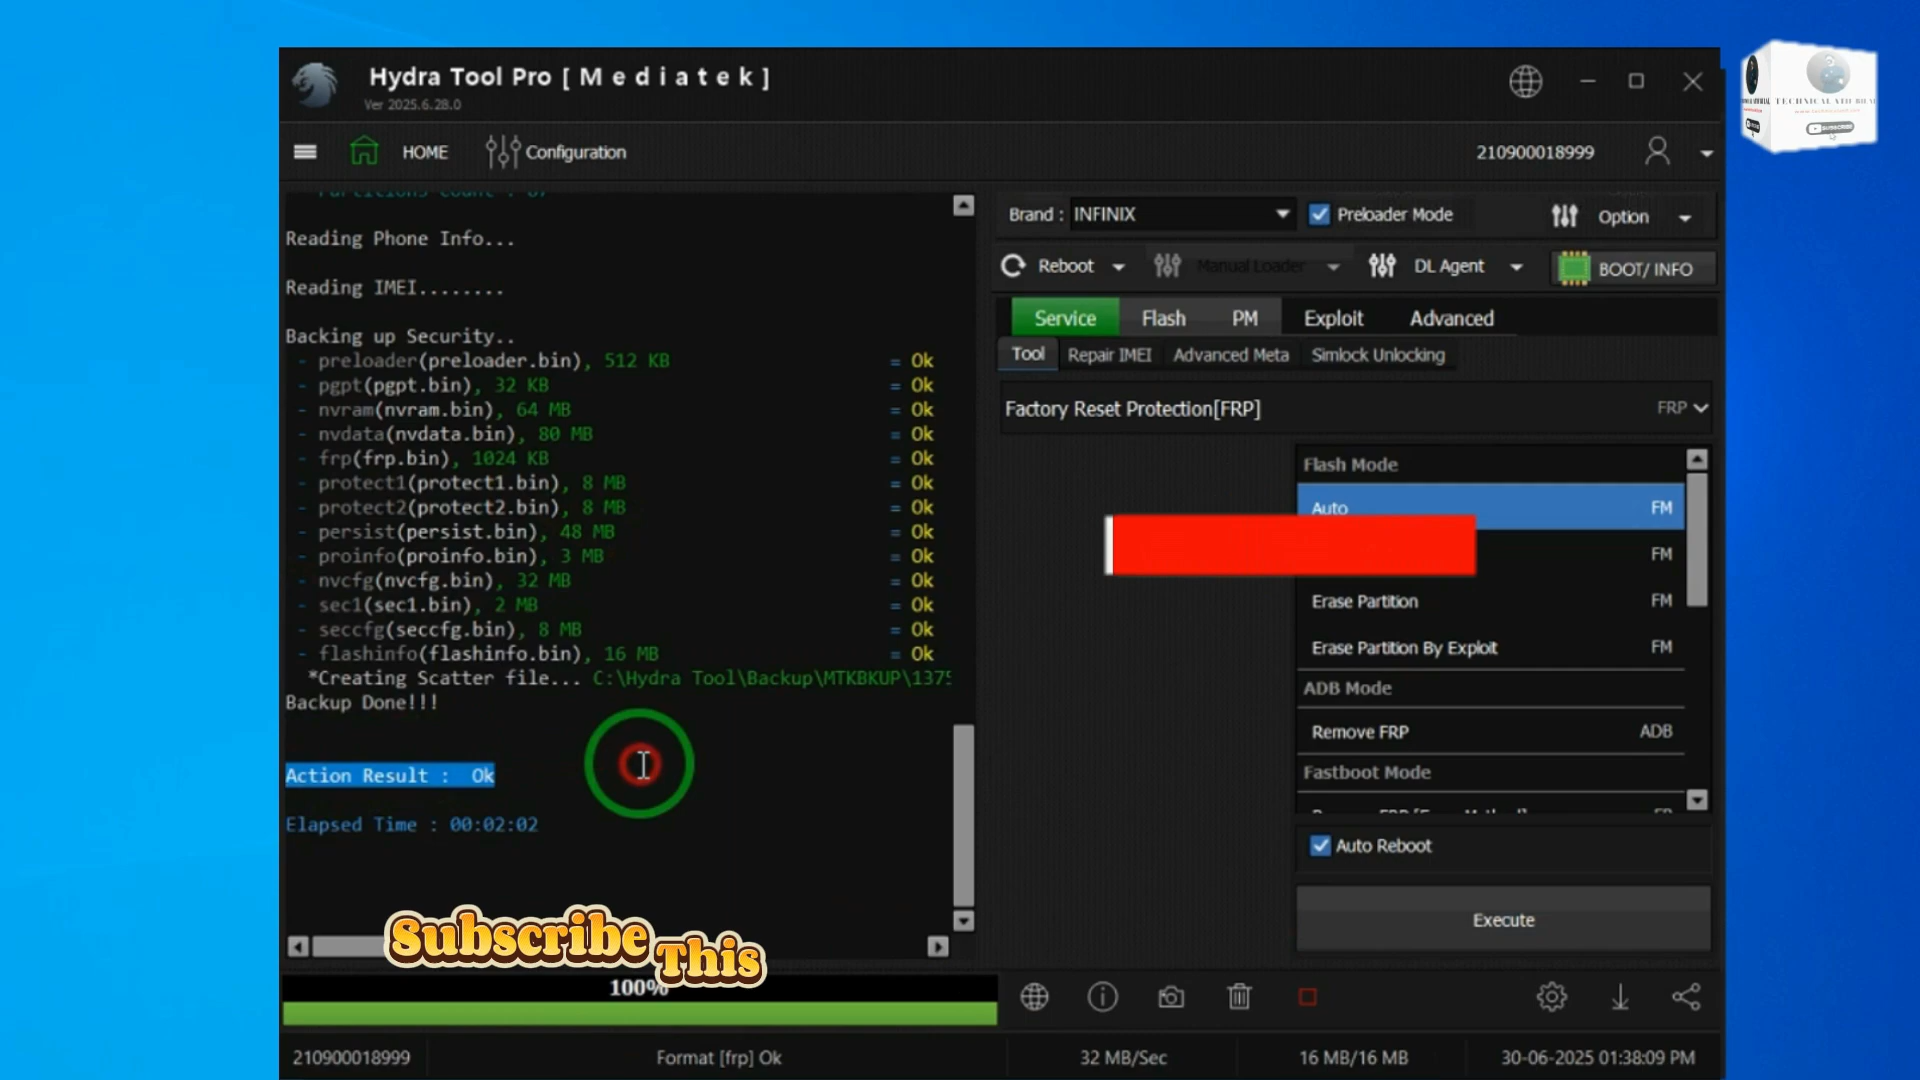 Hydra Tool Pro [ M e d i a t e k ]
Ver 2025.6.28.0
HOME
Configuration
210900018999
Reading Phone Info...
Reading IMEI........
Backing up Security..
- preloader(preloader.bin), 512 KB = Ok
- pgpt(pgpt.bin), 32 KB = Ok
- nvram(nvram.bin), 64 MB = Ok
- nvdata(nvdata.bin), 80 MB = Ok
- frp(frp.bin), 1024 KB = Ok
- protect1(protect1.bin), 8 MB = Ok
- protect2(protect2.bin), 8 MB = Ok
- persist(persist.bin), 48 MB = Ok
- proinfo(proinfo.bin), 3 MB = Ok
- nvcfg(nvcfg.bin), 32 MB = Ok
- sec1(sec1.bin), 2 MB = Ok
- seccfg(seccfg.bin), 8 MB = Ok
- flashinfo(flashinfo.bin), 16 MB = Ok
*Creating Scatter file... C:\Hydra Tool\Backup\MTKBKUP\1375
Backup Done!!!
Action Result : Ok
Elapsed Time : 00:02:02
Subscribe This
100%
Brand : INFINIX
Preloader Mode
Option
Reboot
Manual Loader
DL Agent
BOOT/ INFO
Service
Flash
PM
Exploit
Advanced
Tool
Repair IMEI
Advanced Meta
Simlock Unlocking
Factory Reset Protection[FRP]
FRP
Flash Mode
Auto FM
FM
Erase Partition FM
Erase Partition By Exploit FM
ADB Mode
Remove FRP ADB
Fastboot Mode
Auto Reboot
Execute
210900018999
Format [frp] Ok
32 MB/Sec
16 MB/16 MB
30-06-2025 01:38:09 PM